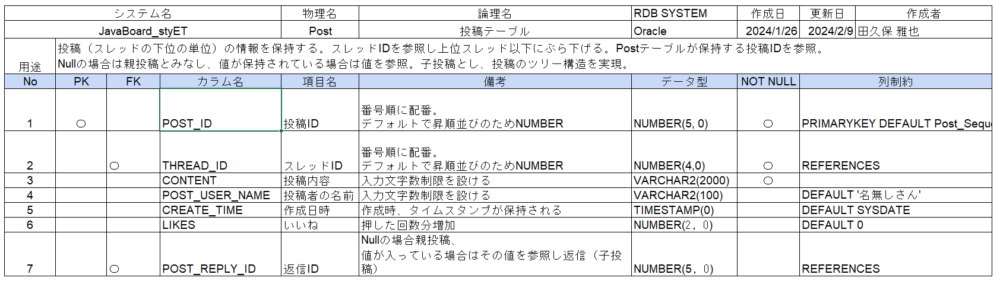 システム名 物理名 論理名 RDB SYSTEM 作成日 更新日 作成者
JavaBoard_styET Post 投稿テーブル Oracle 2024/1/26 2024/2/9 田久保 雅也
用途 投稿（スレッドの下位の単位）の情報を保持する。スレッドIDを参照し上位スレッド以下にぶら下げる。Postテーブルが保持する投稿IDを参照。
Nullの場合は親投稿とみなし、値が保持されている場合は値を参照。子投稿とし、投稿のツリー構造を実現。
No PK FK カラム名 項目名 備考 データ型 NOT NULL 列制約
1 〇 POST_ID 投稿ID 番号順に配番。
デフォルトで昇順並びのためNUMBER NUMBER(5, 0) 〇 PRIMARYKEY DEFAULT Post_Sequ
2 〇 THREAD_ID スレッドID 番号順に配番。
デフォルトで昇順並びのためNUMBER NUMBER(4,0) 〇 REFERENCES
3 CONTENT 投稿内容 入力文字数制限を設ける VARCHAR2(2000) 〇
4 POST_USER_NAME 投稿者の名前 入力文字数制限を設ける VARCHAR2(100) DEFAULT '名無しさん'
5 CREATE_TIME 作成日時 作成時、タイムスタンプが保持される TIMESTAMP(0) DEFAULT SYSDATE
6 LIKES いいね 押した回数分増加 NUMBER(2，0) DEFAULT 0
7 〇 POST_REPLY_ID 返信ID Nullの場合親投稿、
値が入っている場合はその値を参照し返信（子投
稿） NUMBER(5，0) REFERENCES